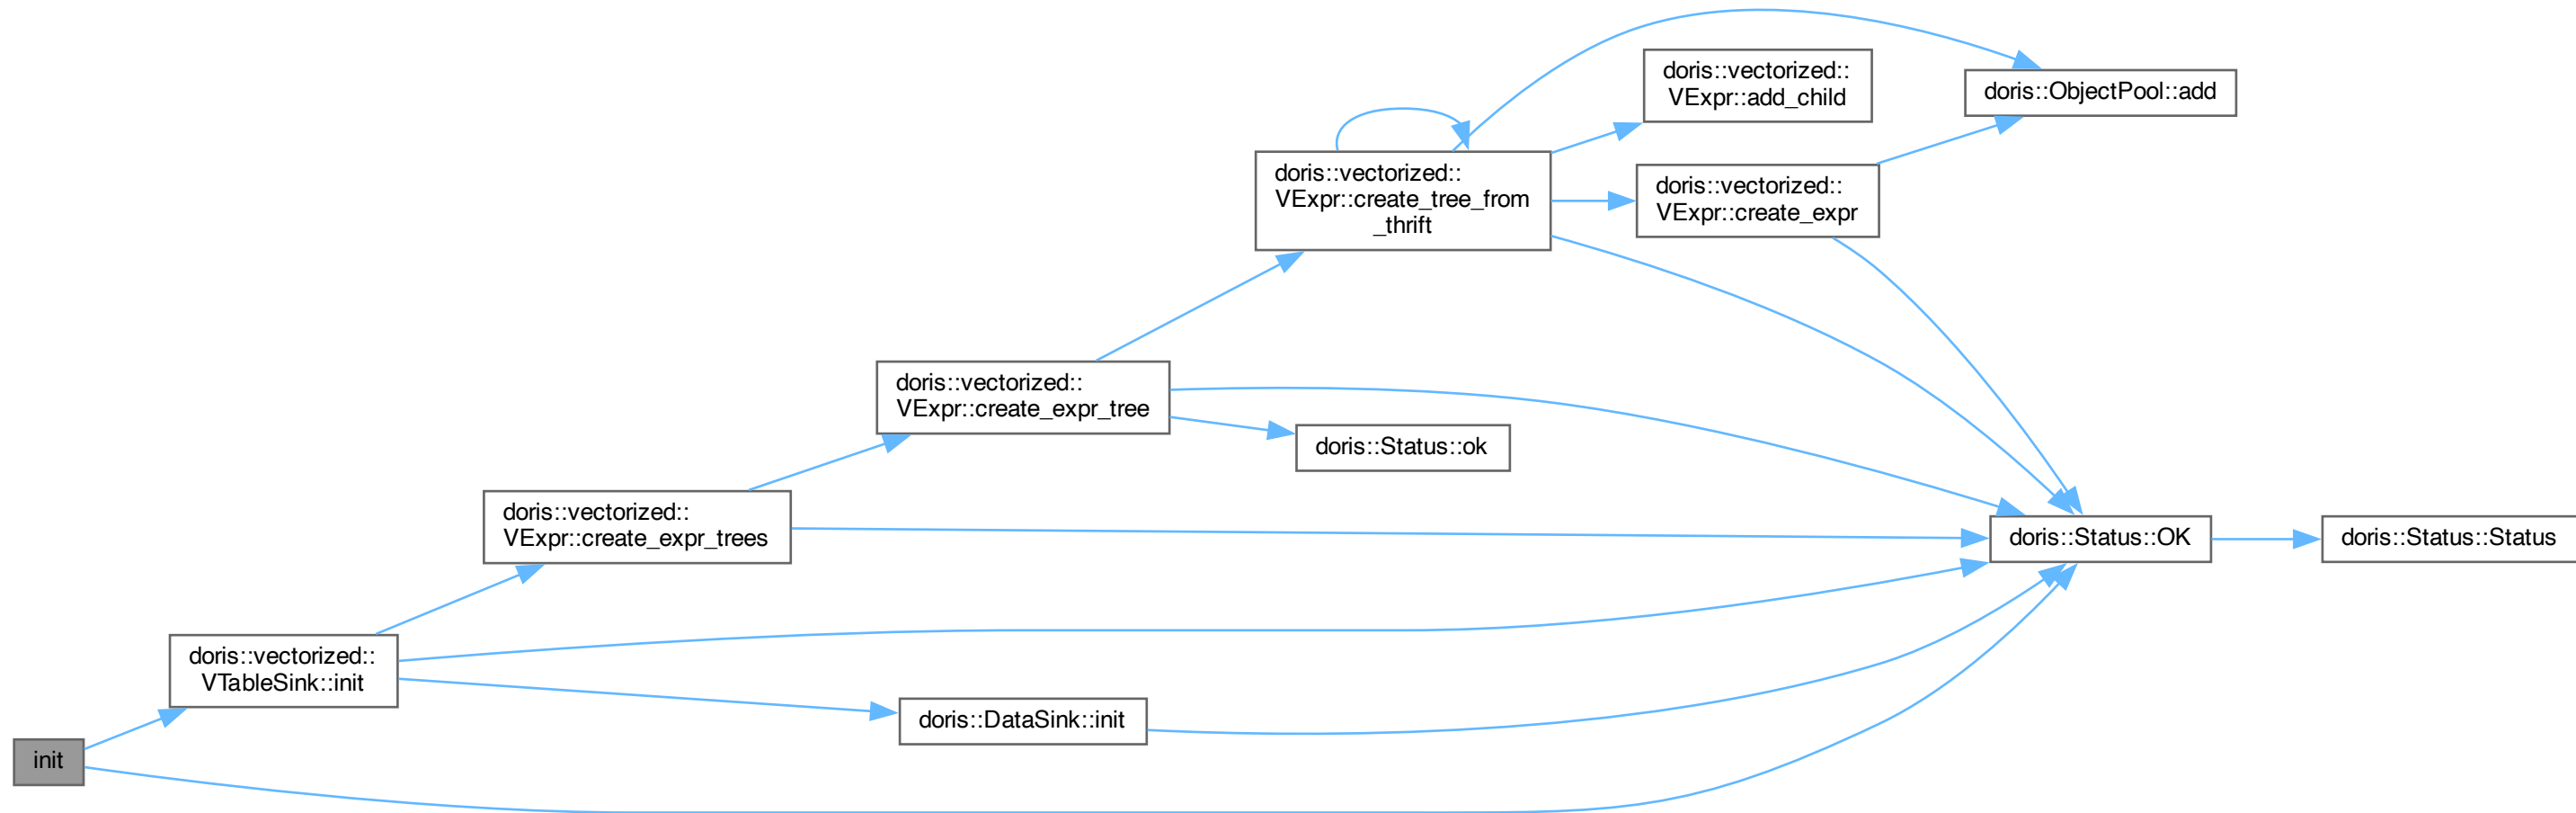 doris::vectorized::
VExpr::add_child
doris::ObjectPool::add
doris::vectorized::
VExpr::create_tree_from
_thrift
doris::vectorized::
VExpr::create_expr
doris::vectorized::
VExpr::create_expr_tree
doris::Status::ok
doris::vectorized::
VExpr::create_expr_trees
doris::Status::OK
doris::Status::Status
doris::vectorized::
VTableSink::init
doris::DataSink::init
init